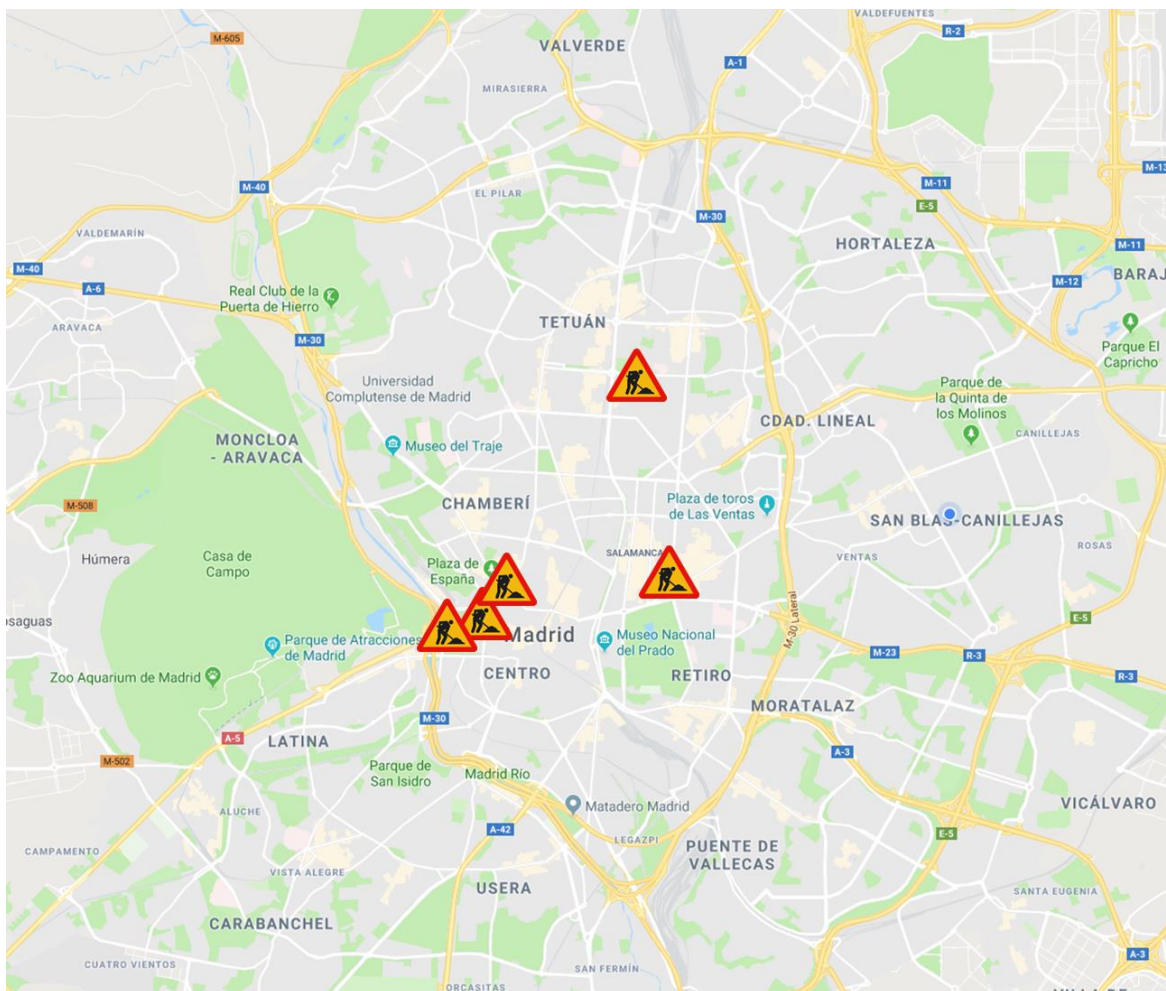 VALDEFUENTES
M-605
R-2
VALVERDE
A-1
MIRASIERRA
M-13
M-40
EL PILAR
M-11
E-5
M-30
VALDEMARÍN
HORTALEZA
M-11
M-40
A-6
Real Club de la
Puerta de Hierro
M-12
BARAJ
ARAVACA
TETUÁN
M-30
Parque El
Capricho
Universidad
Complutense de Madrid
Parque de
la Quinta de
los Molinos
CDAD. LINEAL
CANILLEJAS
MONCLOA
- ARAVACA
Museo del Traje
M-508
CHAMBERÍ
Plaza de toros
de Las Ventas
SAN BLAS-CANILLEJAS
Húmera
Casa de
Campo
Plaza de
España
SALAMANCA
VENTAS
ROSAS
osaguas
M-30 Lateral
E-5
Parque de Atracciones
de Madrid
Madrid
Museo Nacional
del Prado
M-23
R-3
R-3
Zoo Aquarium de Madrid
CENTRO
RETIRO
MORATALAZ
M-30
A-5
LATINA
A-3
M-502
Parque de
San Isidro
Madrid Río
ALUCHE
Matadero Madrid
VICÁLVARO
A-42
LEGAZPI
E-5
CAMPAMENTO
PUENTE DE
VALLECAS
VISTA ALEGRE
USERA
SANTA EUGENIA
CARABANCHEL
A-3
CUATRO VIENTOS
SAN FERMÍN
ORCASITAS
VILLA DE